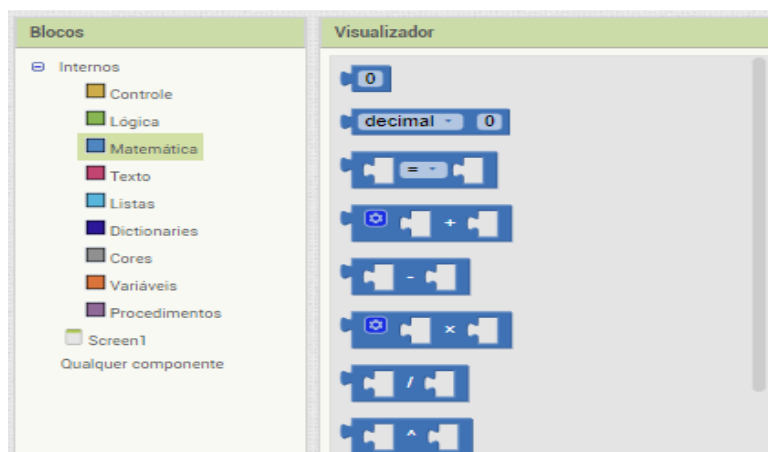 Blocos
Internos
Controle
Lógica
Matemática
Texto
Listas
Dictionaries
Cores
Variáveis
Procedimentos
Screen1
Qualquer componente
Visualizador
0
decimal 0
=
+
-
×
/
^